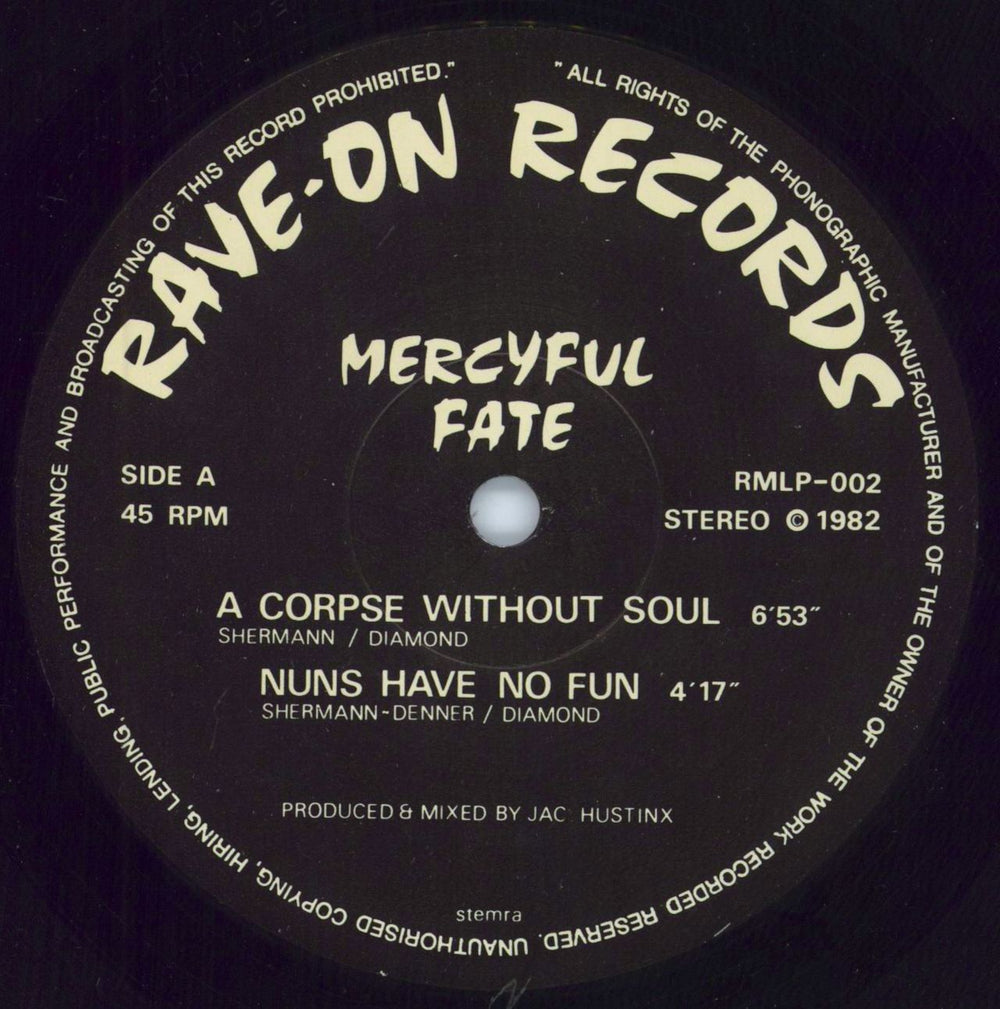 "ALL RIGHTS OF THE PHONOGRAPHIC MANUFACTURER AND OF THE OWNER OF THE WORK RECORDED RESERVED. UNAUTHORISED COPYING, HIRING, LENDING, PUBLIC PERFORMANCE AND BROADCASTING OF THIS RECORD PROHIBITED."
RAVE-ON RECORDS
MERCYFUL
FATE
SIDE A
45 RPM
RMLP-002
STEREO © 1982
A CORPSE WITHOUT SOUL 6'53"
SHERMANN / DIAMOND
NUNS HAVE NO FUN 4'17"
SHERMANN-DENNER / DIAMOND
PRODUCED & MIXED BY JAC HUSTINX
stemra